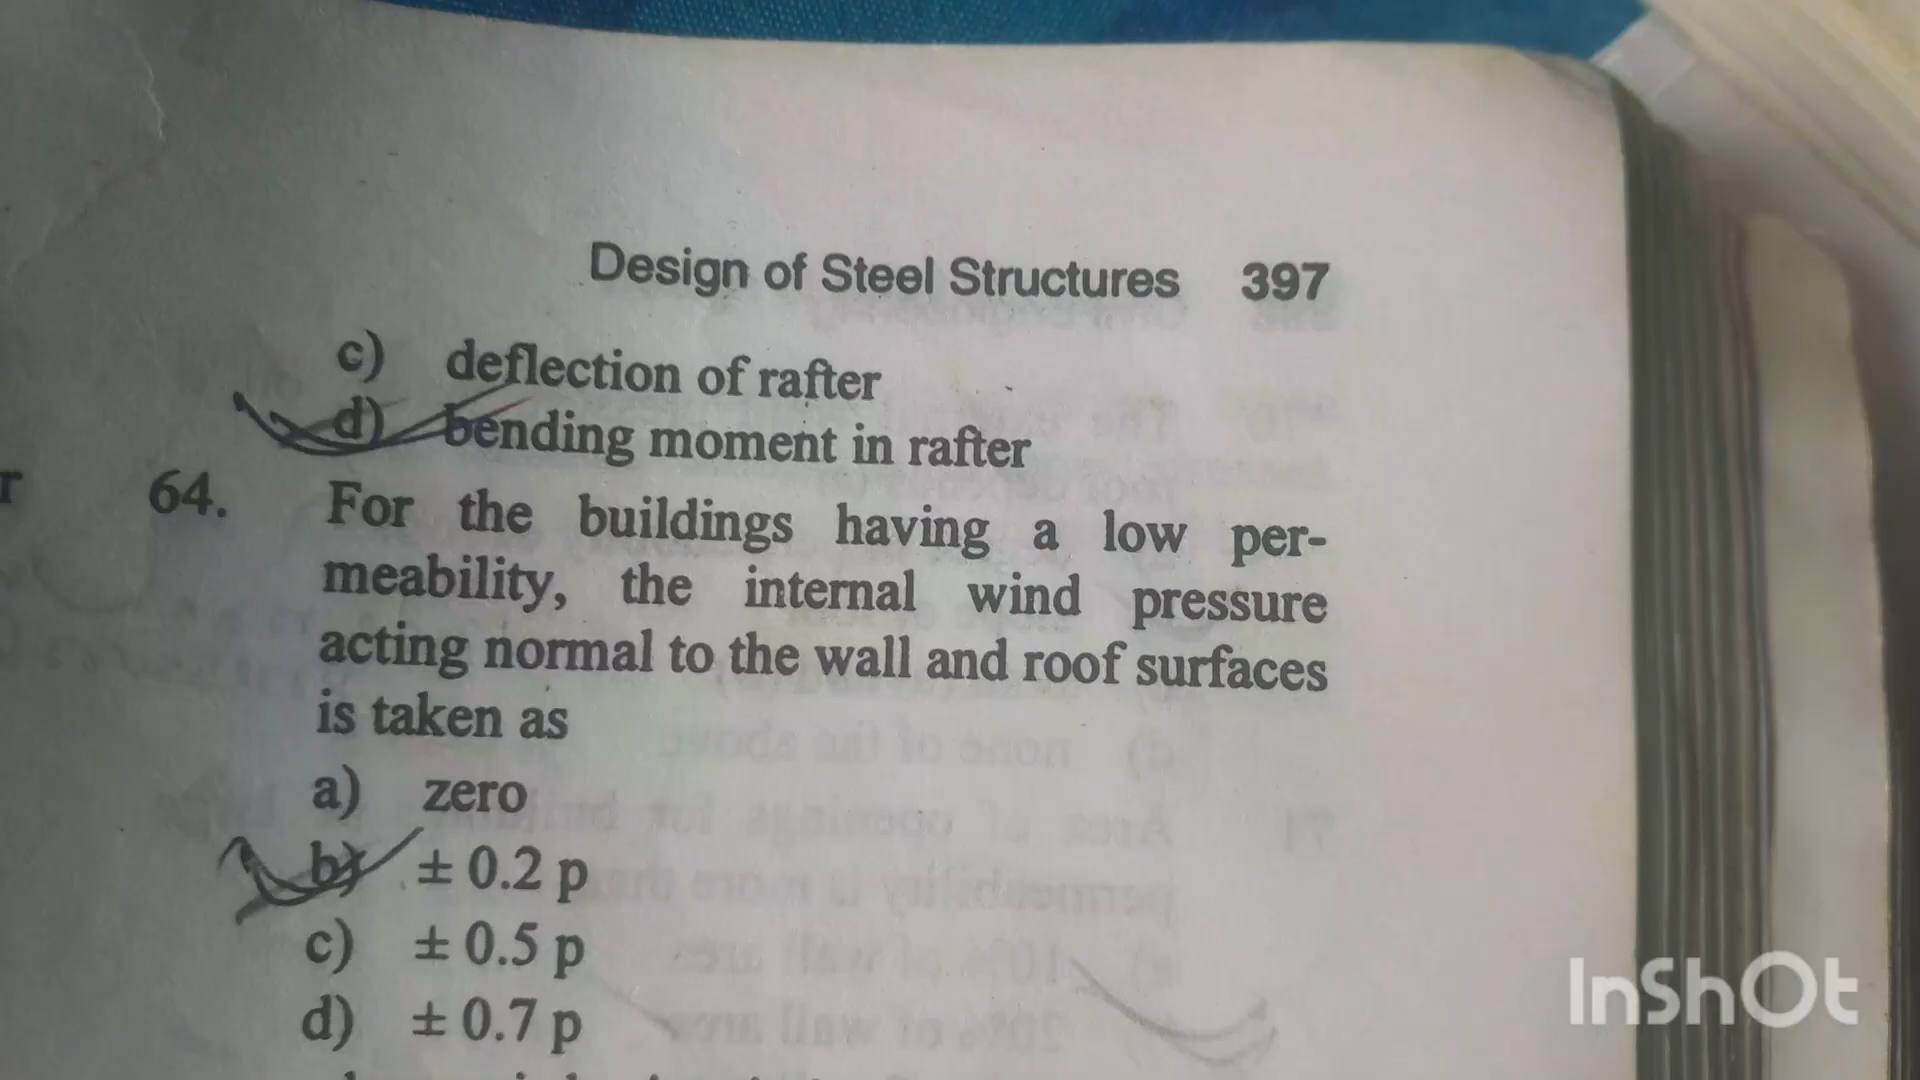 Design of Steel Structures 397
c) deflection of rafter
d) bending moment in rafter
r
64. For the buildings having a low per-
meability, the internal wind pressure
acting normal to the wall and roof surfaces
is taken as
a) zero
b) ± 0.2 p
c) ± 0.5 p
d) ± 0.7 p
InShOt